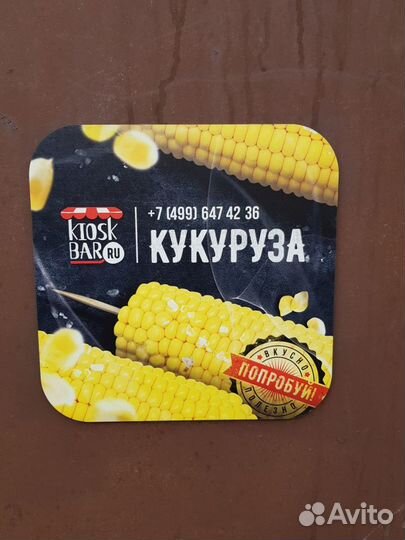 KIOSK
BAR RU
+7 (499) 647 42 36
КУКУРУЗА
ВКУСНО
ПОПРОБУЙ!
ПОЛЕЗНО
Avito